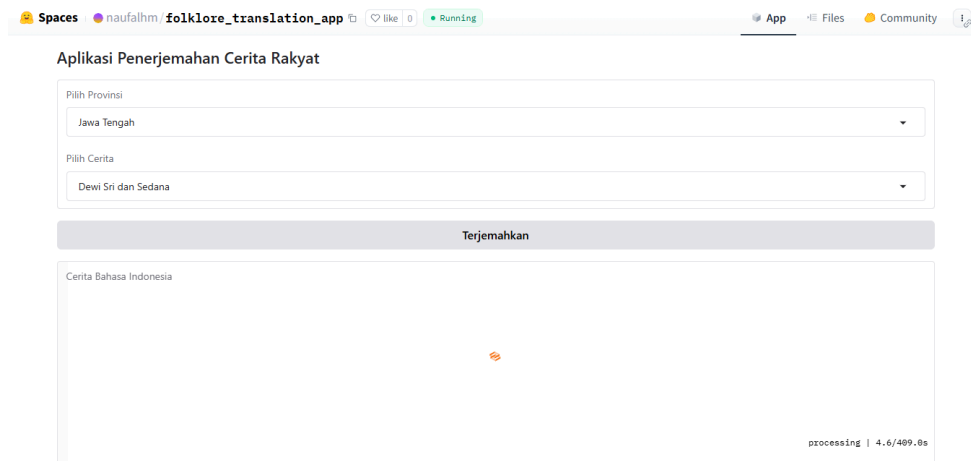 Spaces naufalhm/folklore_translation_app like 0 Running App Files Community
Aplikasi Penerjemahan Cerita Rakyat
Pilih Provinsi
Jawa Tengah
Pilih Cerita
Dewi Sri dan Sedana
Terjemahkan
Cerita Bahasa Indonesia
processing | 4.6/409.0s